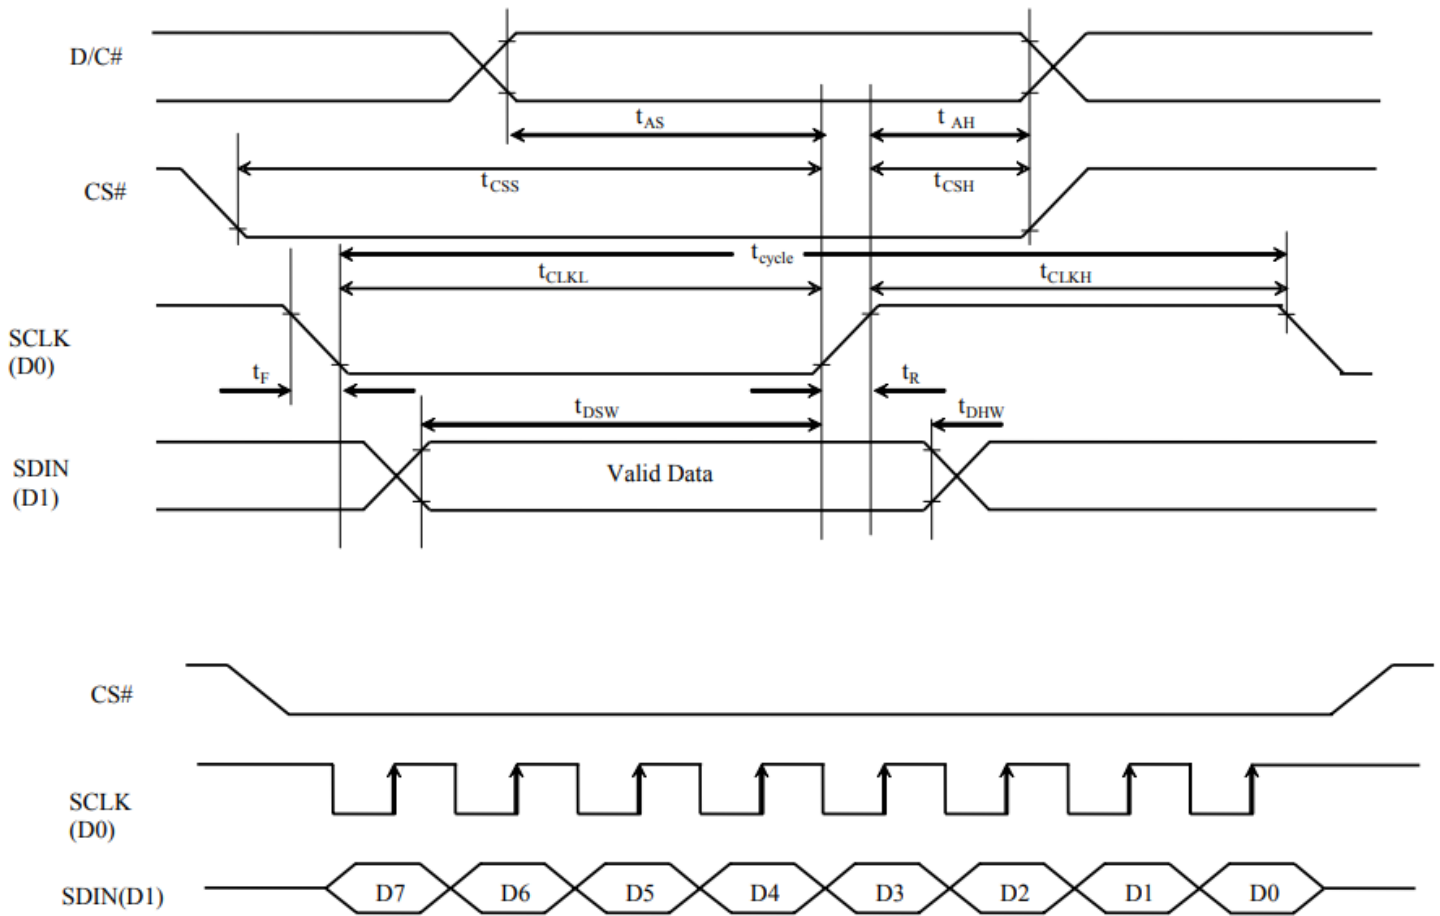 D/C#
tAS
t AH
CS#
tCSS
tCSH
tcycle
tCLKL
tCLKH
SCLK
(D0)
tF
tR
tDSW
tDHW
SDIN
(D1)
Valid Data
CS#
SCLK
(D0)
SDIN(D1)
D7 D6 D5 D4 D3 D2 D1 D0